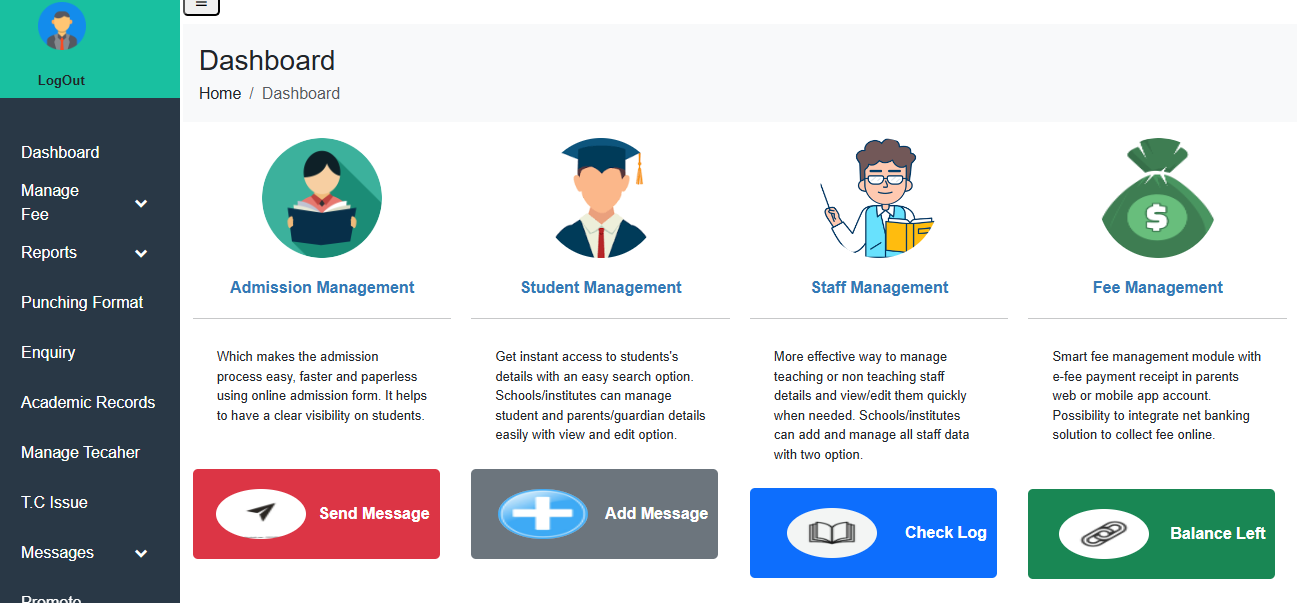 LogOut
Dashboard
Manage
Fee
Reports
Punching Format
Enquiry
Academic Records
Manage Tecaher
T.C Issue
Messages
Promote
Dashboard
Home / Dashboard
Admission Management
Which makes the admission
process easy, faster and paperless
using online admission form. It helps
to have a clear visibility on students.
Send Message
Student Management
Get instant access to students's
details with an easy search option.
Schools/institutes can manage
student and parents/guardian details
easily with view and edit option.
Add Message
Staff Management
More effective way to manage
teaching or non teaching staff
details and view/edit them quickly
when needed. Schools/institutes
can add and manage all staff data
with two option.
Check Log
$
Fee Management
Smart fee management module with
e-fee payment receipt in parents
web or mobile app account.
Possibility to integrate net banking
solution to collect fee online.
Balance Left